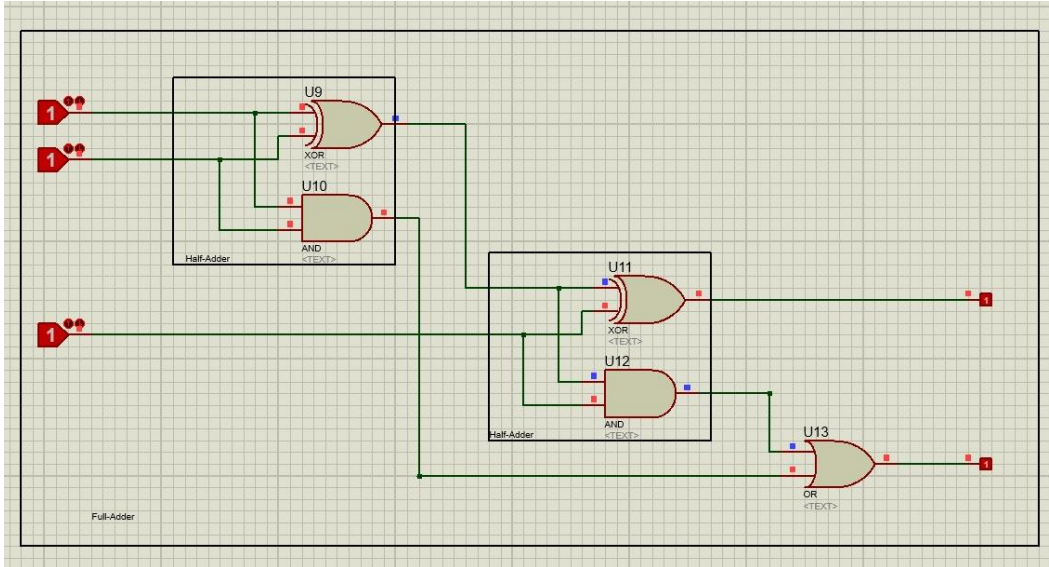 U9
1
1
XOR
<TEXT>
U10
AND
<TEXT>
Half-Adder
U11
1
1
XOR
<TEXT>
U12
AND
<TEXT>
Half-Adder
U13
1
OR
<TEXT>
Full-Adder